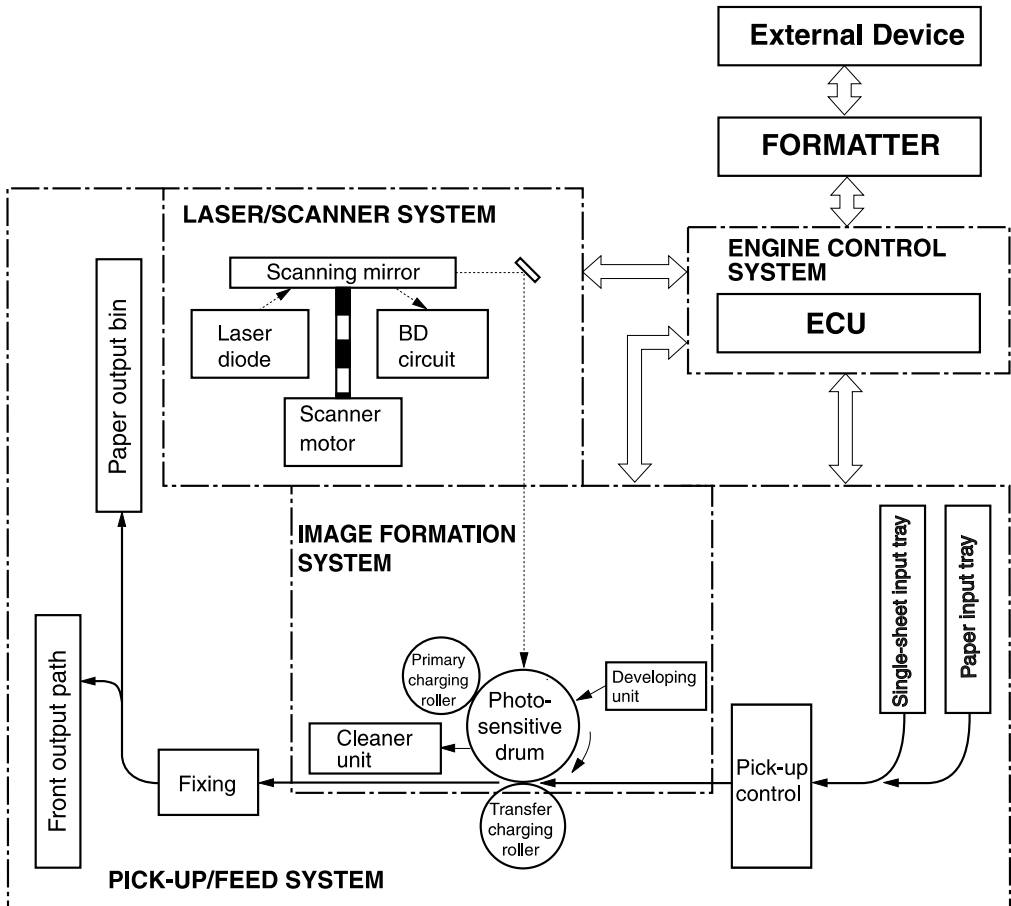 External Device
FORMATTER
LASER/SCANNER SYSTEM
ENGINE CONTROL
SYSTEM
ECU
Scanning mirror
Laser
diode
BD
circuit
Scanner
motor
Paper output bin
IMAGE FORMATION
SYSTEM
Single-sheet input tray
Paper input tray
Primary
charging
roller
Photo-
sensitive
drum
Developing
unit
Cleaner
unit
Front output path
Fixing
Transfer
charging
roller
Pick-up
control
PICK-UP/FEED SYSTEM